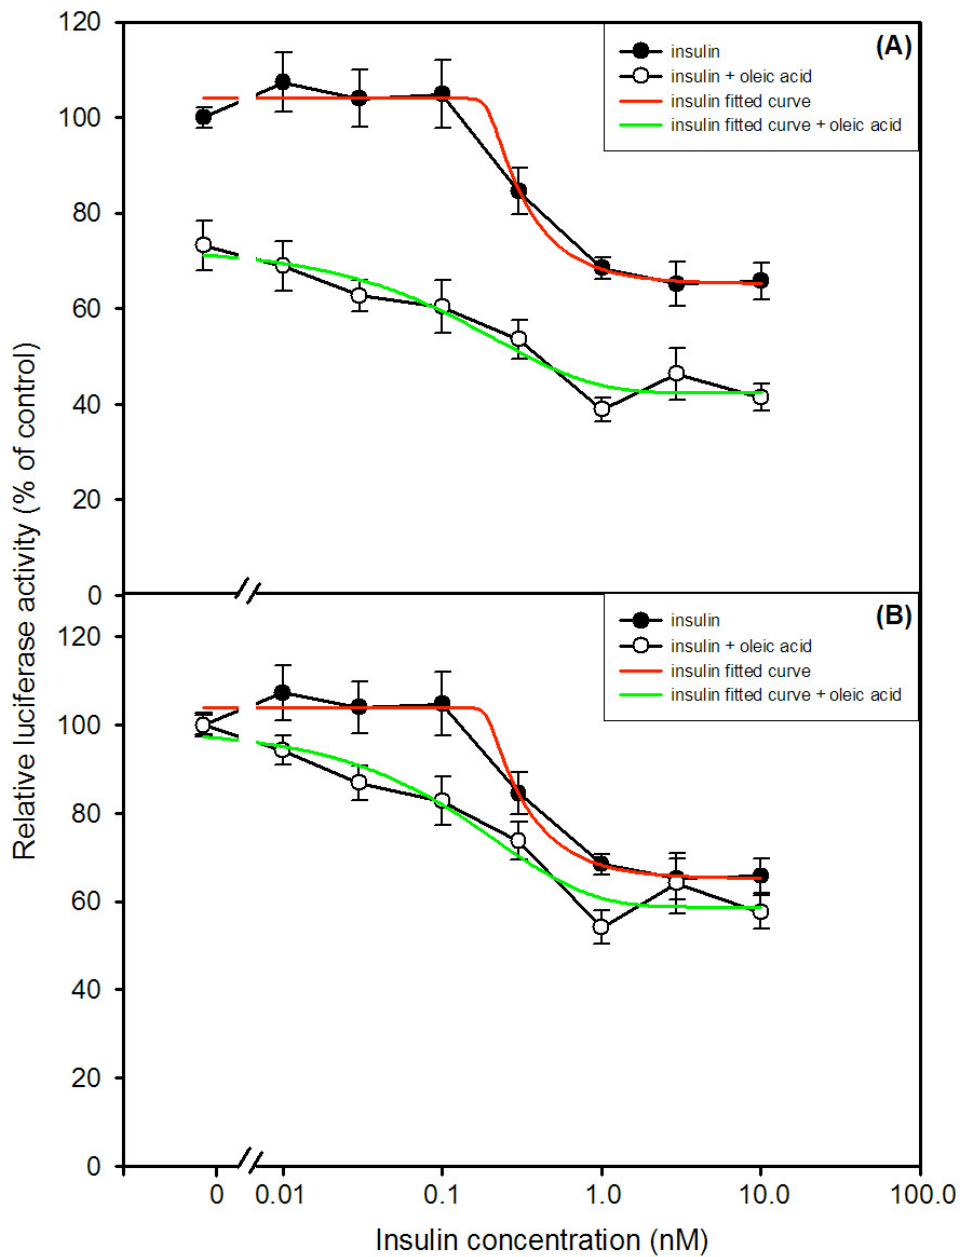 120
100
80
60
40
20
0
(A)
insulin
insulin + oleic acid
insulin fitted curve
insulin fitted curve + oleic acid
Relative luciferase activity (% of control)
120
100
80
60
40
20
0
(B)
insulin
insulin + oleic acid
insulin fitted curve
insulin fitted curve + oleic acid
0 0.01 0.1 1.0 10.0 100.0
Insulin concentration (nM)